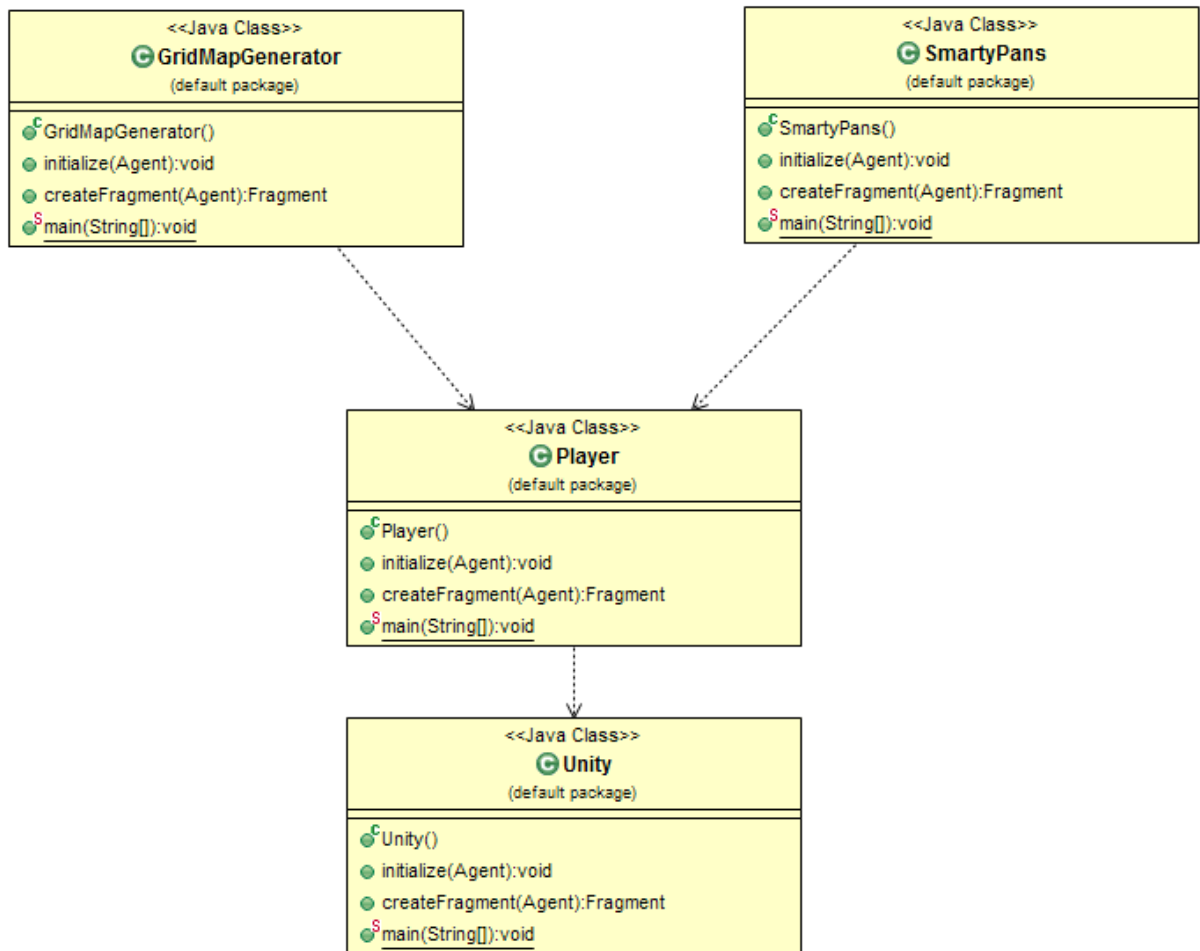 <<Java Class>>
GridMapGenerator
(default package)
GridMapGenerator()
initialize(Agent):void
createFragment(Agent):Fragment
main(String[]):void
<<Java Class>>
SmartyPans
(default package)
SmartyPans()
initialize(Agent):void
createFragment(Agent):Fragment
main(String[]):void
<<Java Class>>
Player
(default package)
Player()
initialize(Agent):void
createFragment(Agent):Fragment
main(String[]):void
<<Java Class>>
Unity
(default package)
Unity()
initialize(Agent):void
createFragment(Agent):Fragment
main(String[]):void